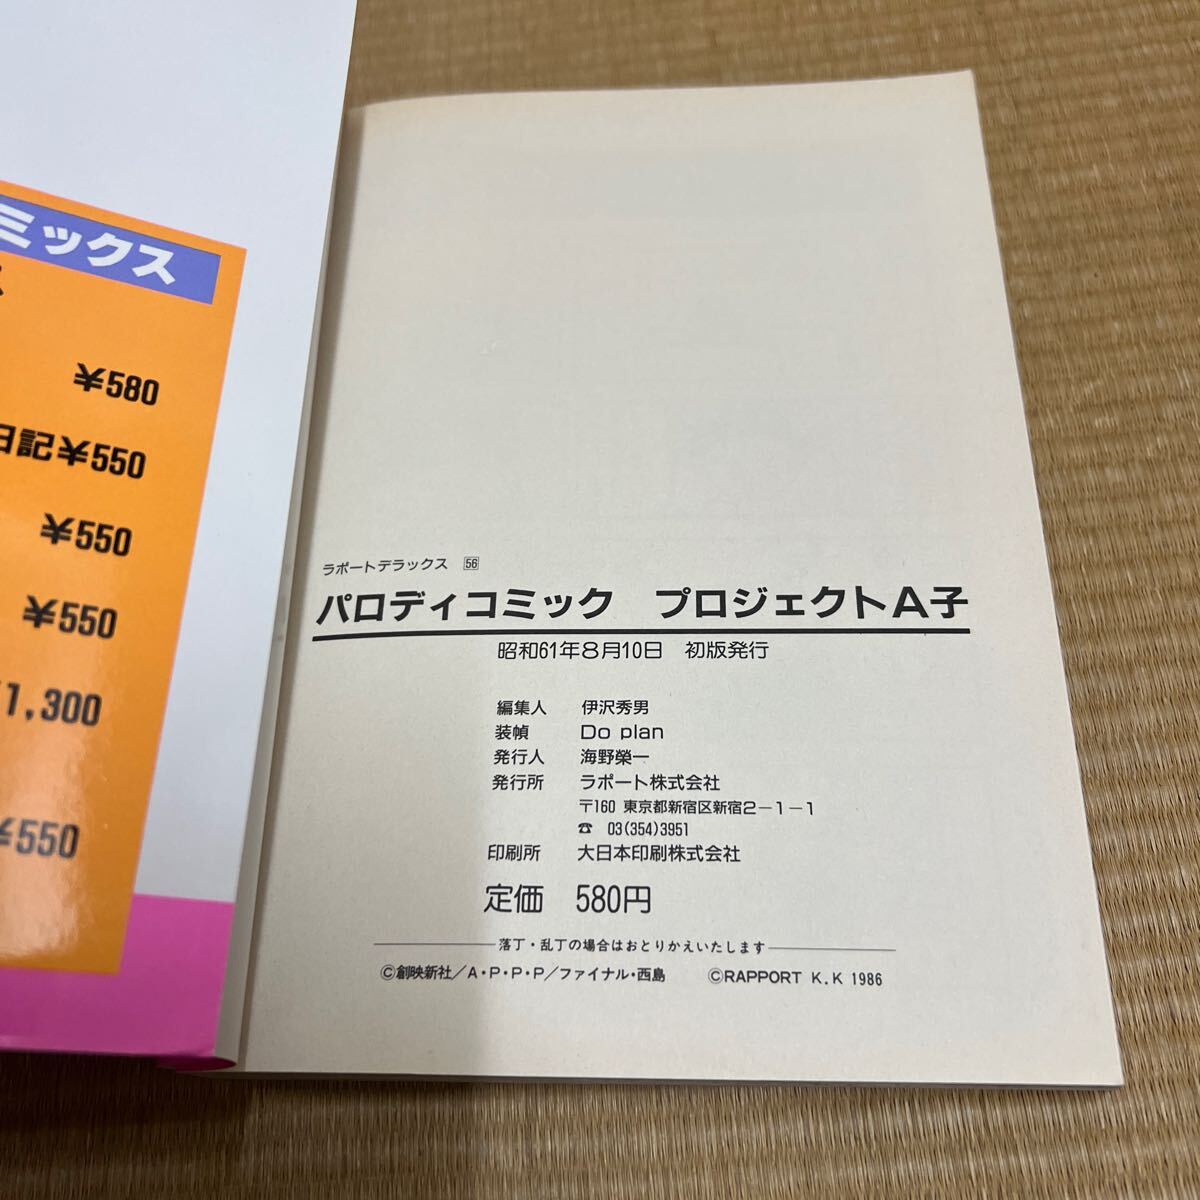 ミックス
ス
¥580
日記¥550
¥550
¥550
1,300
¥550
ラポートデラックス 56
パロディコミック プロジェクトA子
昭和61年8月10日 初版発行
編集人 伊沢秀男
装幀 Do plan
発行人 海野榮一
発行所 ラポート株式会社
〒160 東京都新宿区新宿2−1−1
☎ 03(354)3951
印刷所 大日本印刷株式会社
定価 580円
落丁・乱丁の場合はおとりかえいたします
©創映新社/A・P・P・P/ファイナル・西島 ©RAPPORT K.K 1986